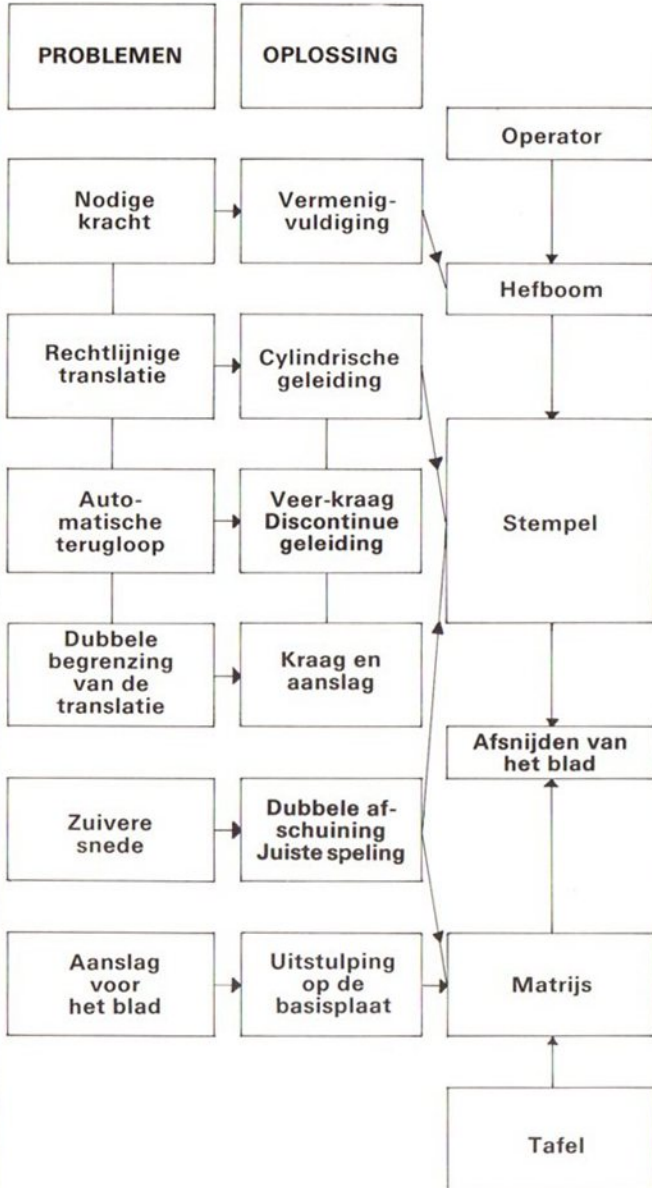 PROBLEMEN
OPLOSSING
Operator
Nodige
kracht
Vermenig-
vuldiging
Hefboom
Rechtlijnige
translatie
Cylindrische
geleiding
Stempel
Auto-
matische
terugloop
Veer-kraag
Discontinue
geleiding
Dubbele
begrenzing
van de
translatie
Kraag en
aanslag
Afsnijden van
het blad
Zuivere
snede
Dubbele af-
schuining
Juiste speling
Aanslag
voor
het blad
Uitstulping
op de
basisplaat
Matrijs
Tafel